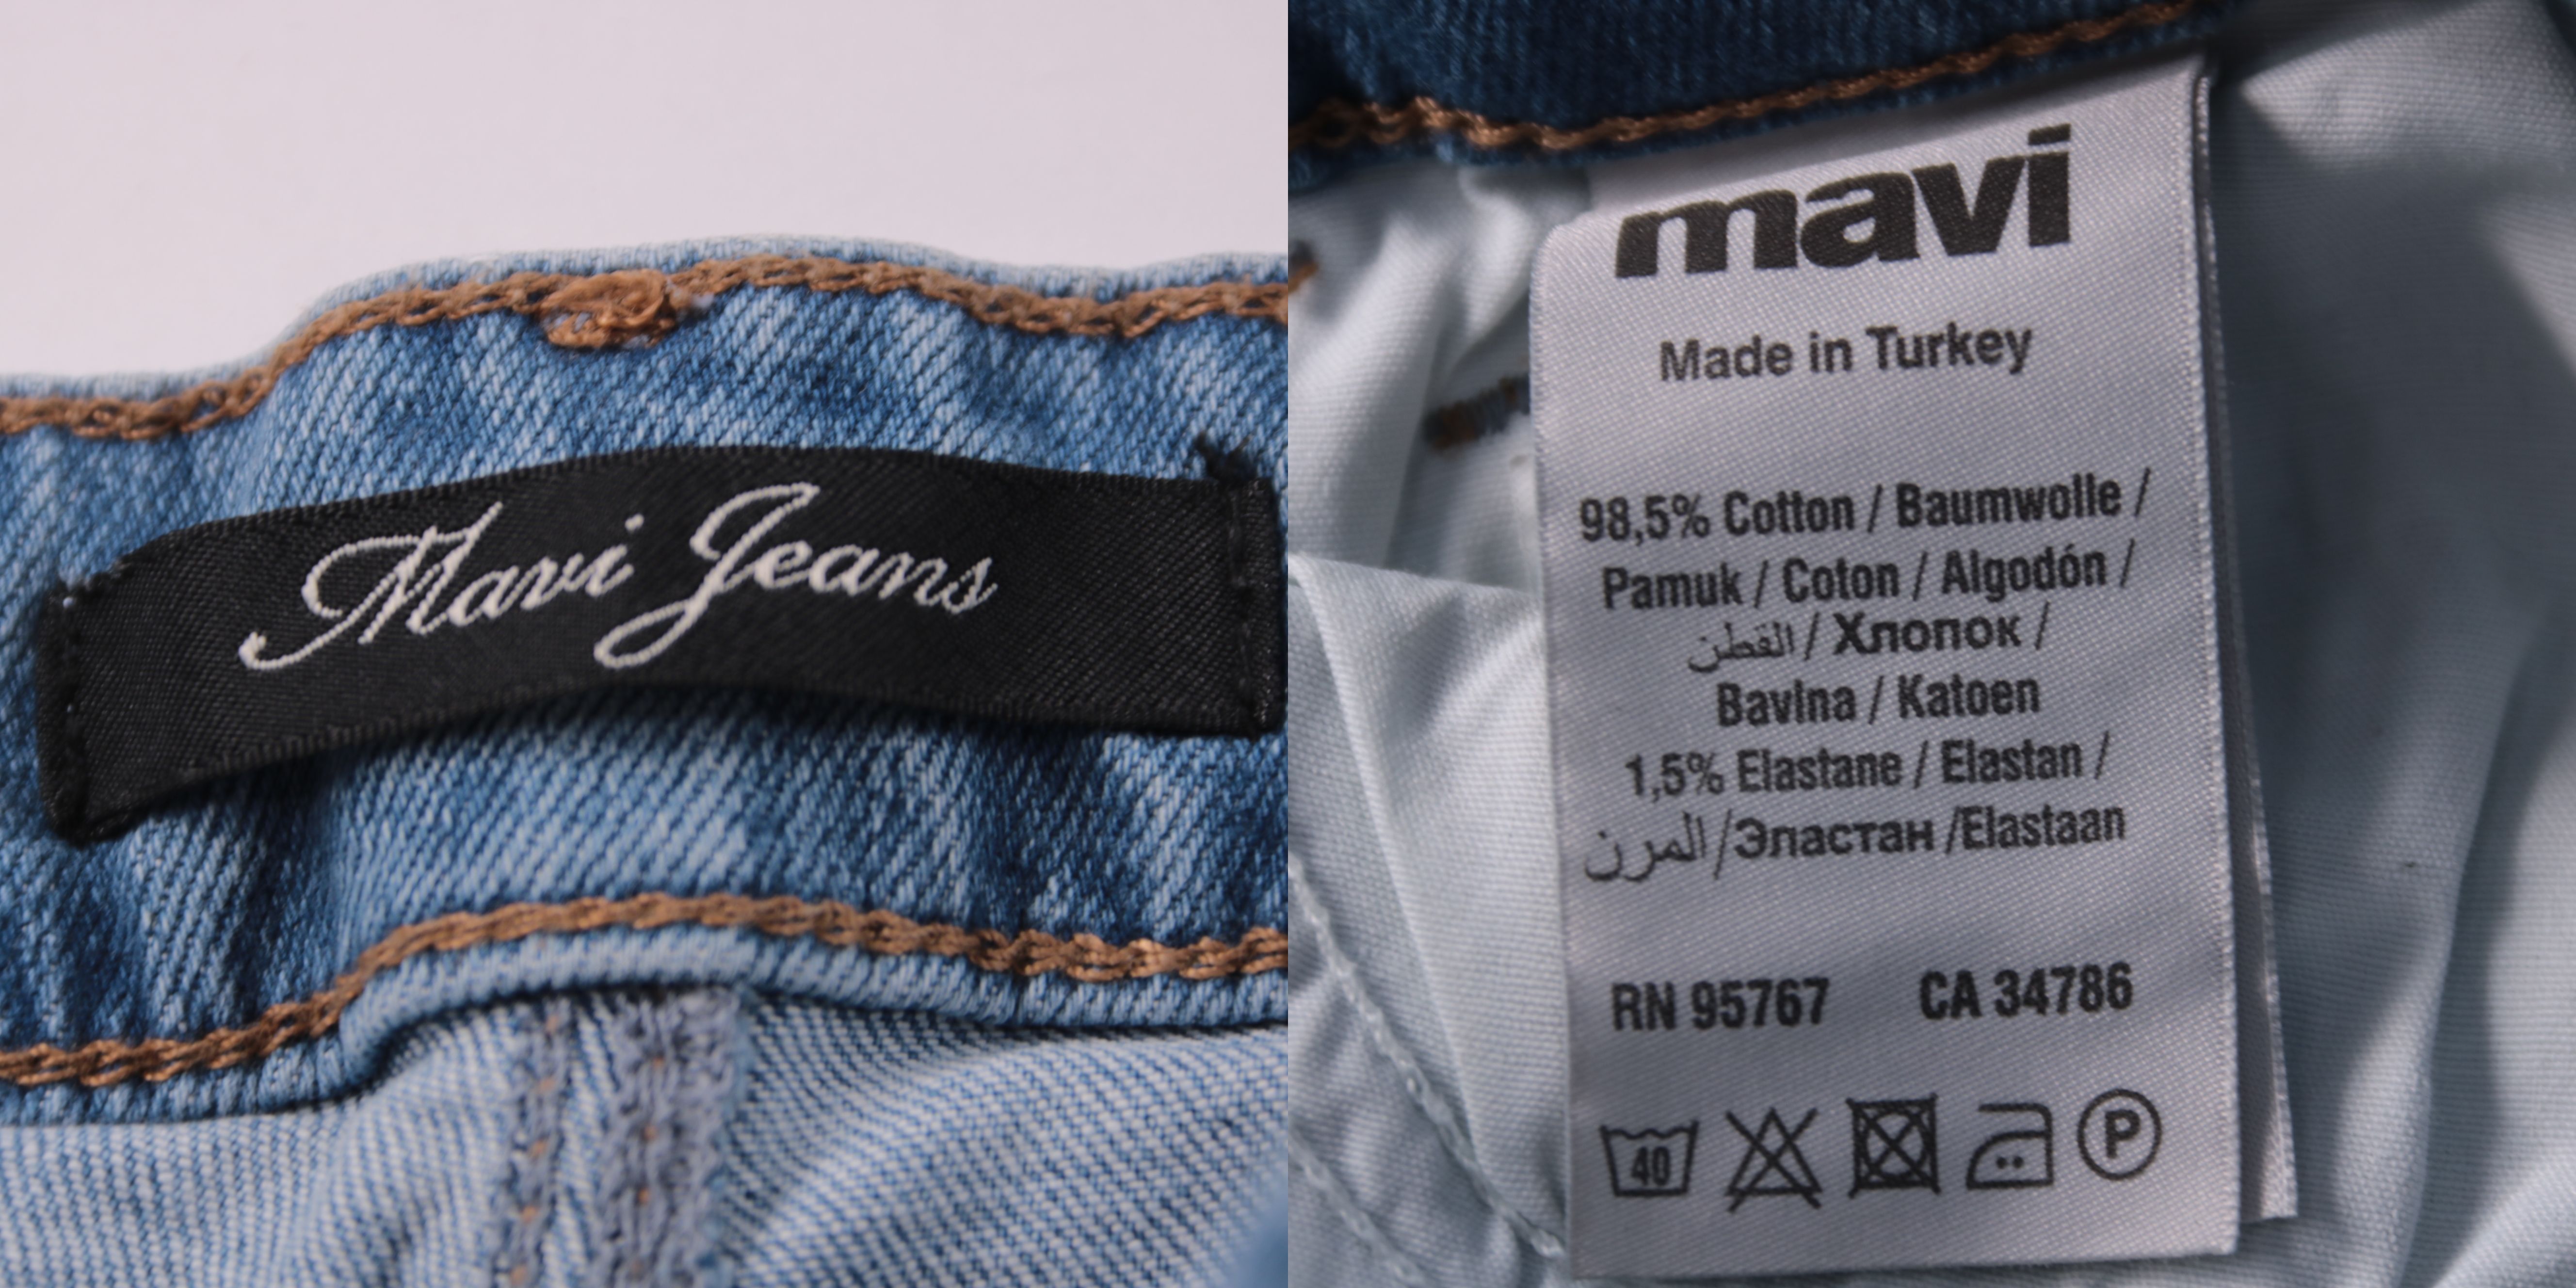 Mavi Jeans
mavi
Made in Turkey
98,5% Cotton / Baumwolle /
Pamuk / Coton / Algodón /
القطن / Хлопок /
Bavlna / Katoen
1,5% Elastane / Elastan /
المرن /Эластан /Elastaan
RN 95767 CA 34786
40 P